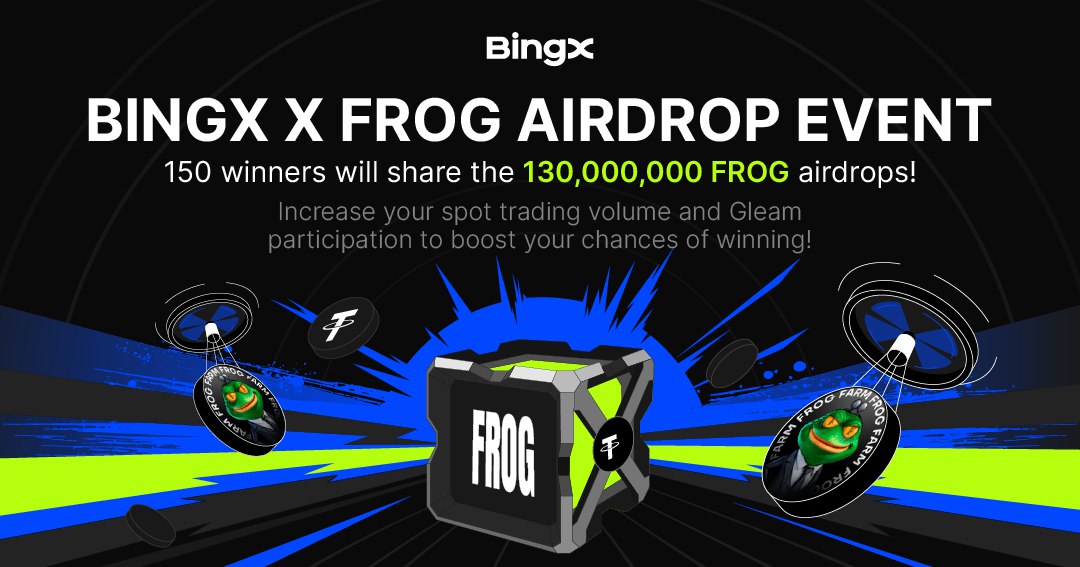 BingX
BINGX X FROG AIRDROP EVENT
150 winners will share the 130,000,000 FROG airdrops!
Increase your spot trading volume and Gleam
participation to boost your chances of winning!
FROG
FARM FROG FARM
FARM FROG
FARM FROG FARM FROG FARM FROG